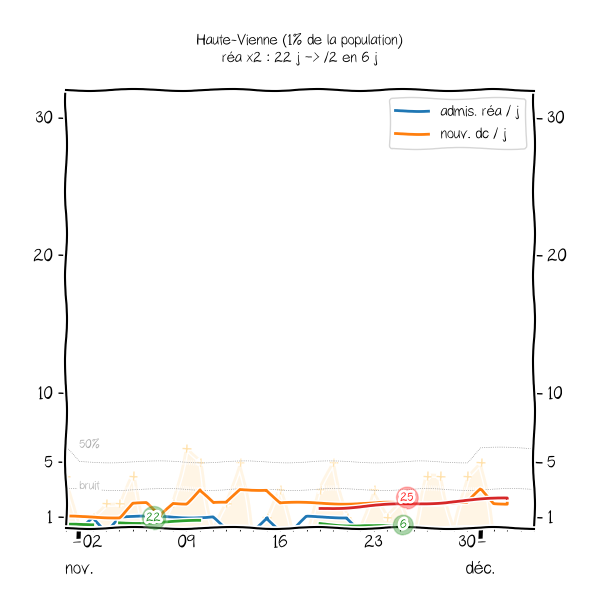 Haute-Vienne (1% de la population)
réa x2 : 22 j -> /2 en 6 j
admis. réa / j
nouv. dc / j
30
30
20
20
10
10
50%
5
5
bruit
25
22
6
1
1
02
09
16
23
30
nov.
déc.